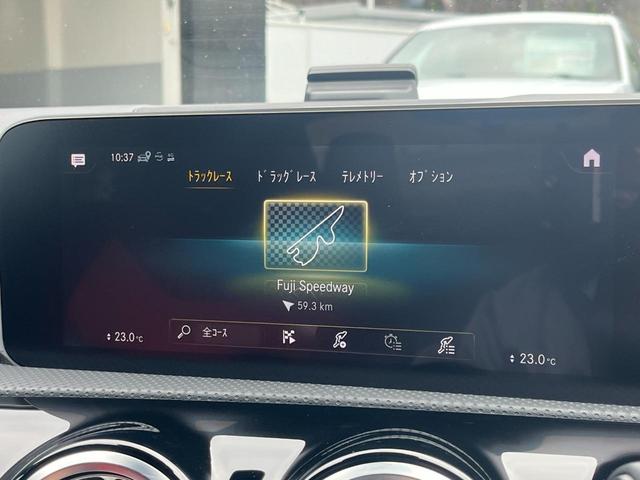 10:37
ﾄﾗｯｸﾚｰｽ ﾄﾞﾗｯｸﾞﾚｰｽ ﾃﾚﾒﾄﾘｰ ｵﾌﾟｼｮﾝ
Fuji Speedway
59.3 km
全ｺｰｽ
23.0°C
23.0°C